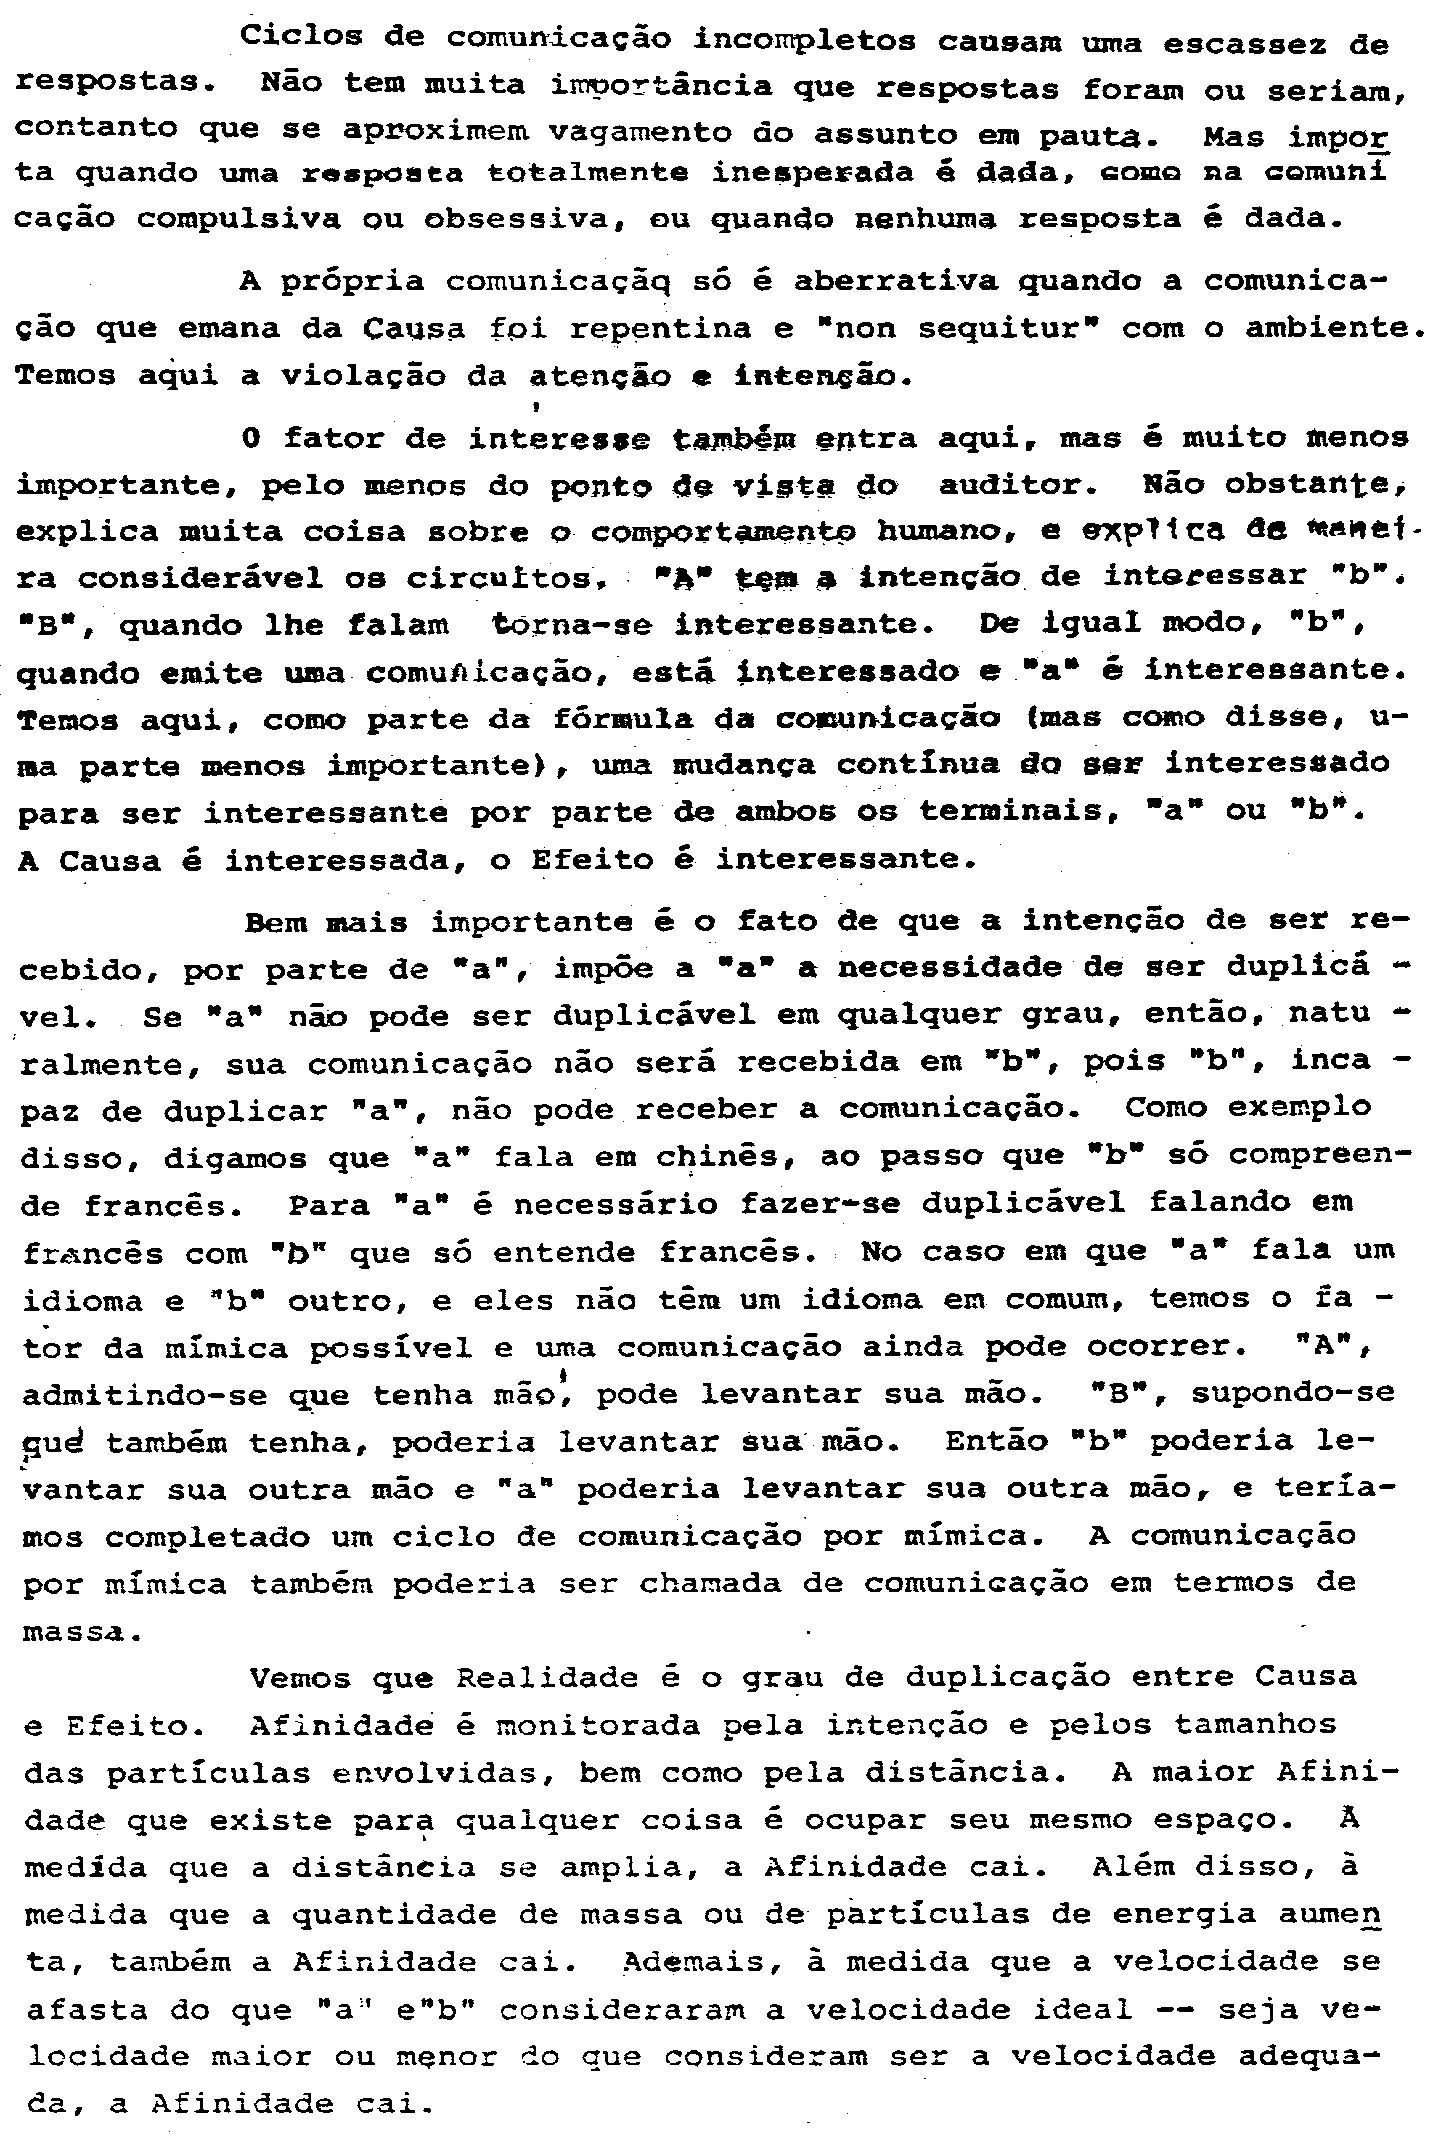 Ciclos de comunicação incompletos causam uma escassez de
respostas. Não tem muita importância que respostas foram ou seriam,
contanto que se aproximem vagamento do assunto em pauta. Mas impor
ta quando uma resposta totalmente inesperada é dada, como na comuni
cação compulsiva ou obsessiva, ou quando nenhuma resposta é dada.
A própria comunicação só é aberrativa quando a comunica-
ção que emana da Causa foi repentina e "non sequitur" com o ambiente.
Temos aqui a violação da atenção e intenção.
O fator de interesse também entra aqui, mas é muito menos
importante, pelo menos do ponto de vista do auditor. Não obstante,
explica muita coisa sobre o comportamento humano, e explica de manei-
ra considerável os circuitos. "A" tem a intenção de interessar "b".
"B", quando lhe falam torna-se interessante. De igual modo, "b",
quando emite uma comunicação, está interessado e "a" é interessante.
Temos aqui, como parte da fórmula da comunicação (mas como disse, u-
ma parte menos importante), uma mudança contínua do ser interessado
para ser interessante por parte de ambos os terminais, "a" ou "b".
A Causa é interessada, o Efeito é interessante.
Bem mais importante é o fato de que a intenção de ser re-
cebido, por parte de "a", impõe a "a" a necessidade de ser duplicá -
vel. Se "a" não pode ser duplicável em qualquer grau, então, natu -
ralmente, sua comunicação não será recebida em "b", pois "b", inca -
paz de duplicar "a", não pode receber a comunicação. Como exemplo
disso, digamos que "a" fala em chinês, ao passo que "b" só compreen-
de francês. Para "a" é necessário fazer-se duplicável falando em
francês com "b" que só entende francês. No caso em que "a" fala um
idioma e "b" outro, e eles não têm um idioma em comum, temos o fa -
tor da mímica possível e uma comunicação ainda pode ocorrer. "A",
admitindo-se que tenha mão, pode levantar sua mão. "B", supondo-se
que também tenha, poderia levantar sua mão. Então "b" poderia le-
vantar sua outra mão e "a" poderia levantar sua outra mão, e tería-
mos completado um ciclo de comunicação por mímica. A comunicação
por mímica também poderia ser chamada de comunicação em termos de
massa.
Vemos que Realidade é o grau de duplicação entre Causa
e Efeito. Afinidade é monitorada pela intenção e pelos tamanhos
das partículas envolvidas, bem como pela distância. A maior Afini-
dade que existe para qualquer coisa é ocupar seu mesmo espaço. À
medida que a distância se amplia, a Afinidade cai. Além disso, à
medida que a quantidade de massa ou de partículas de energia aumen
ta, também a Afinidade cai. Ademais, à medida que a velocidade se
afasta do que "a" e"b" consideraram a velocidade ideal -- seja ve-
locidade maior ou menor do que consideram ser a velocidade adequa-
da, a Afinidade cai.